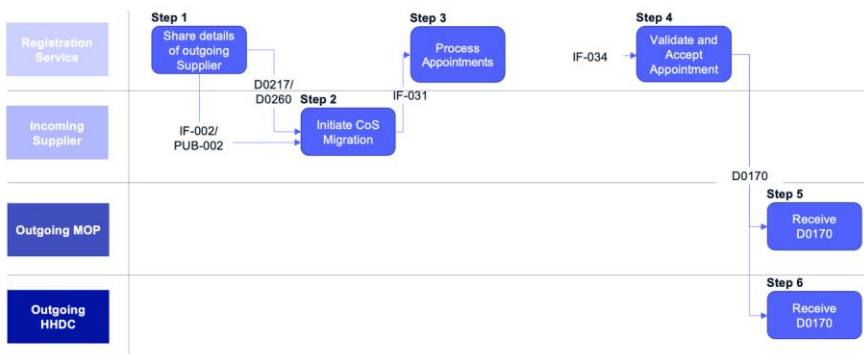 Step 1
Step 3
Step 4
Registration
Service
Share details
of outgoing
Supplier
Process
Appointments
IF-034
Validate and
Accept
Appointment
D0217/
D0260
Step 2
IF-031
Incoming
Supplier
IF-002/
PUB-002
Initiate CoS
Migration
D0170
Step 5
Outgoing MOP
Receive
D0170
Step 6
Outgoing
HHDC
Receive
D0170